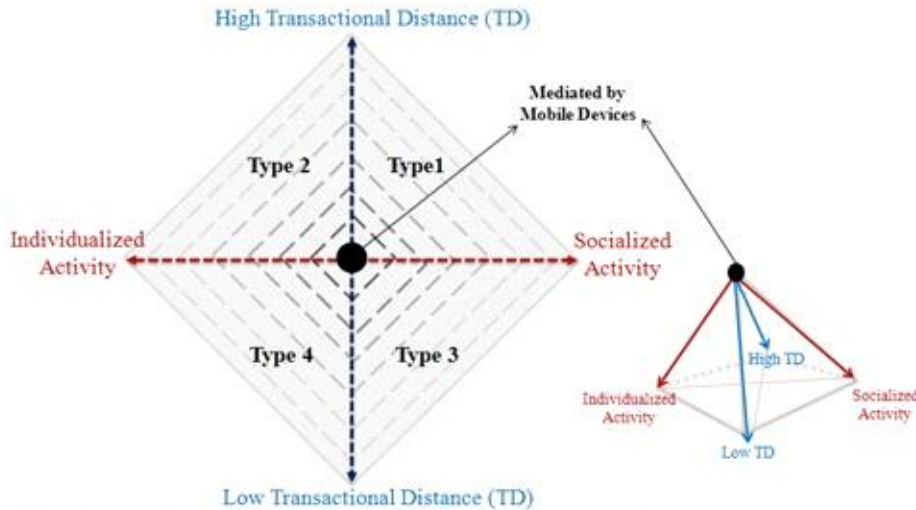 High Transactional Distance (TD)
Mediated by
Mobile Devices
Type 2
Type1
Individualized
Activity
Socialized
Activity
Type 4
Type 3
High TD
Individualized
Activity
Socialized
Activity
Low TD
Low Transactional Distance (TD)